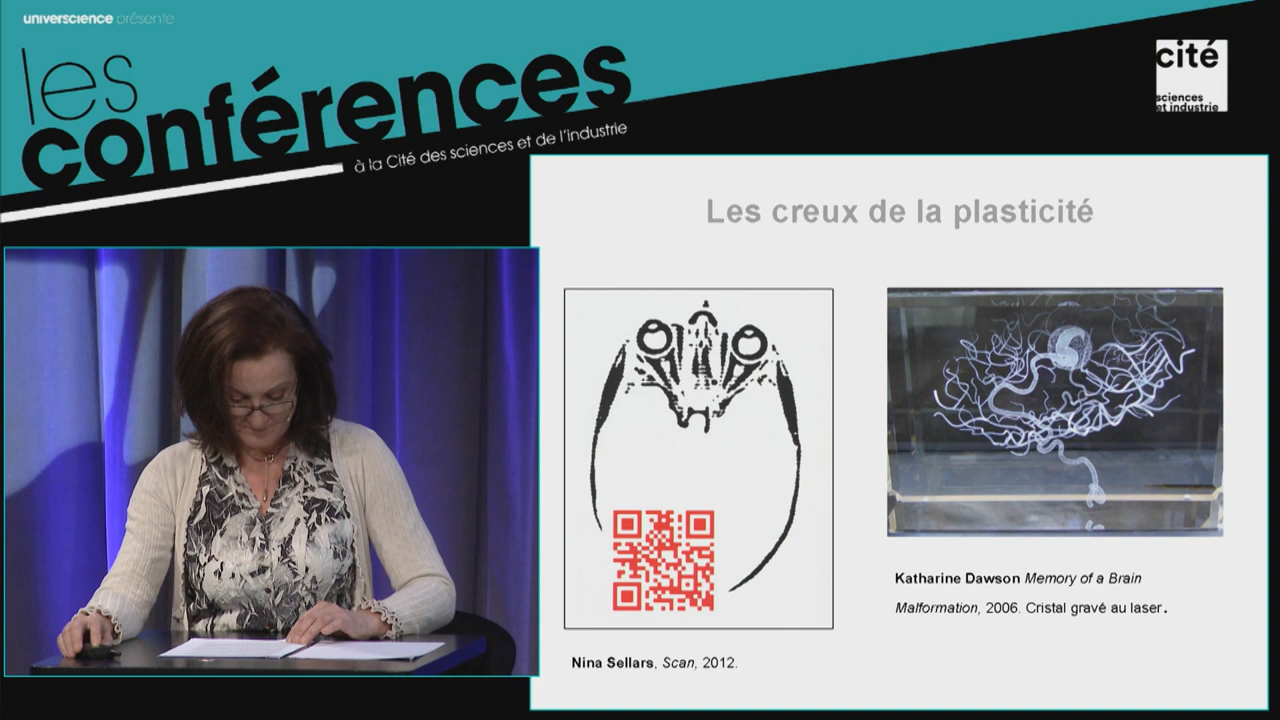 universcience présente
les
conférences
à la Cité des sciences et de l'industrie
cité
sciences
et industrie
Les creux de la plasticité
Nina Sellars, Scan, 2012.
Katharine Dawson Memory of a Brain
Malformation, 2006. Cristal gravé au laser.